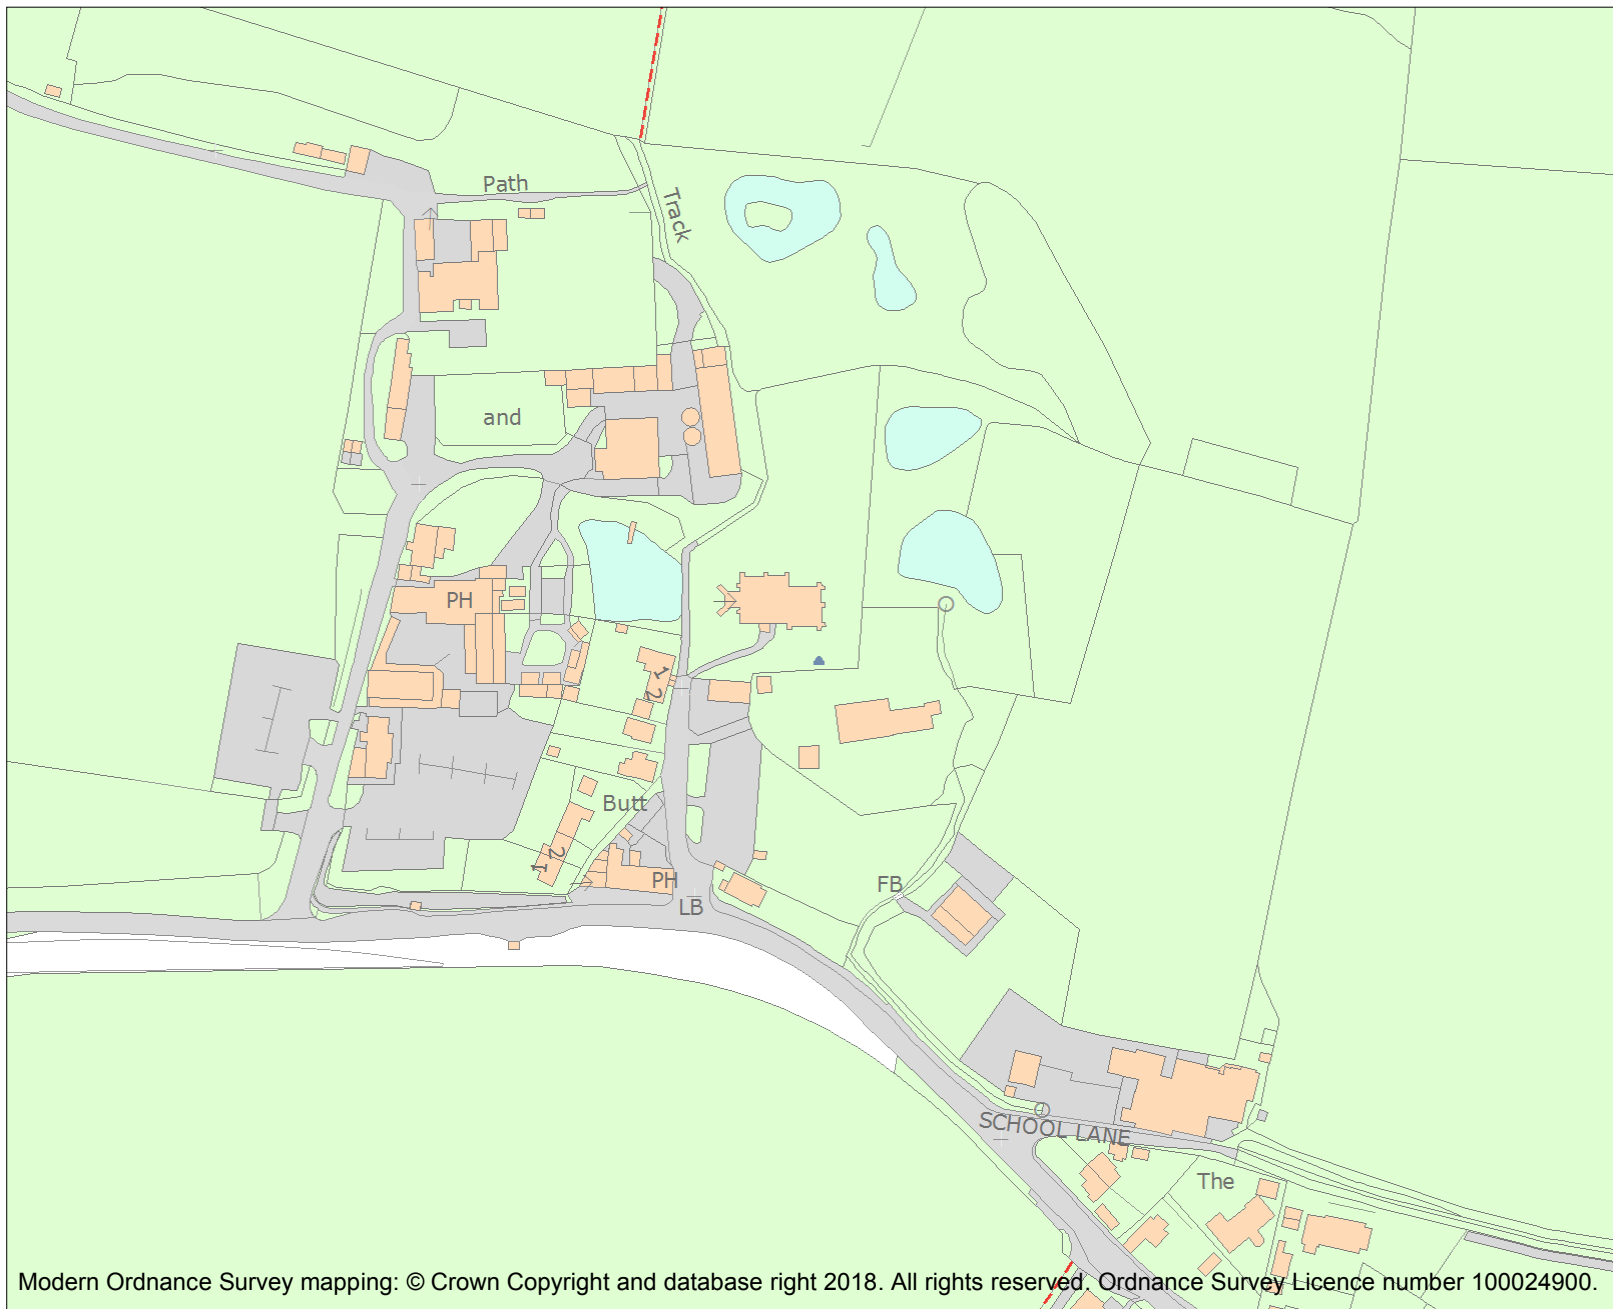 Path
Track
and
PH
1
2
Butt
2
1
PH
LB
FB
SCHOOL LANE
The
Modern Ordnance Survey mapping: © Crown Copyright and database right 2018. All rights reserved. Ordnance Survey Licence number 100024900.